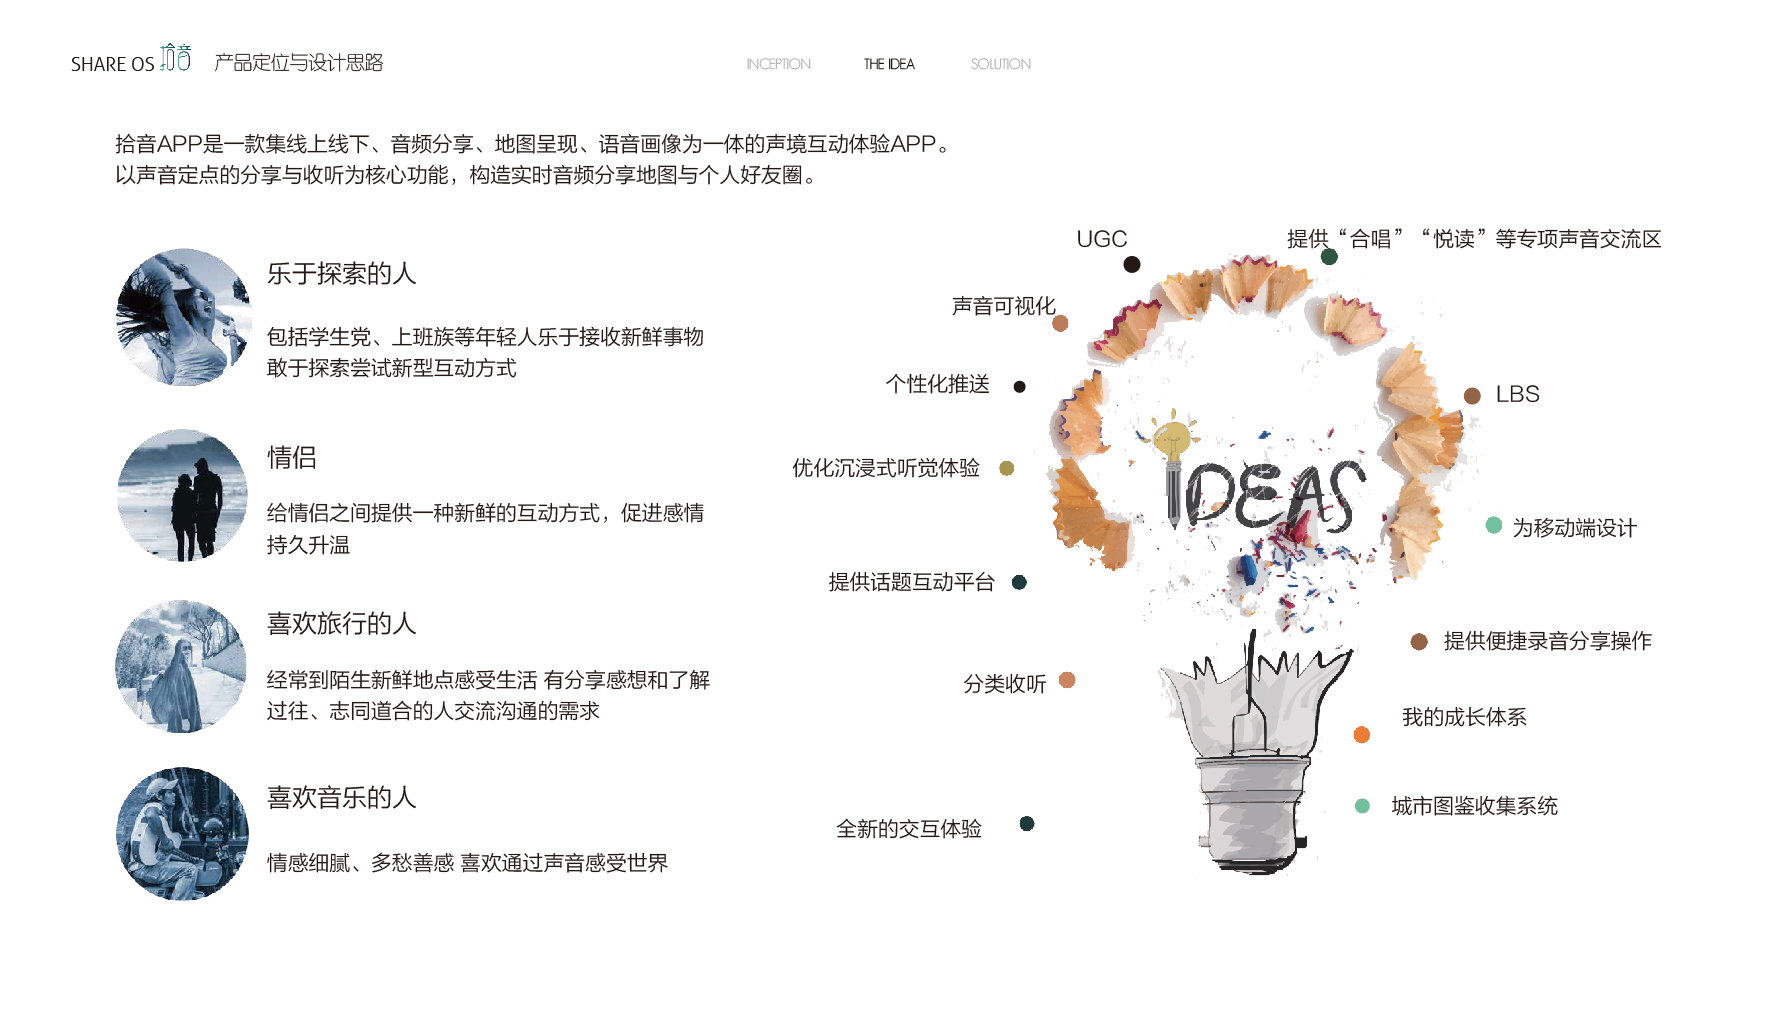 SHARE OS 拾音 产品定位与设计思路
INCEPTION
THE IDEA
SOLUTION
拾音APP是一款集线上线下、音频分享、地图呈现、语音画像为一体的声境互动体验APP。
以声音定点的分享与收听为核心功能，构造实时音频分享地图与个人好友圈。
乐于探索的人
包括学生党、上班族等年轻人乐于接收新鲜事物
敢于探索尝试新型互动方式
情侣
给情侣之间提供一种新鲜的互动方式，促进感情
持久升温
喜欢旅行的人
经常到陌生新鲜地点感受生活 有分享感想和了解
过往、志同道合的人交流沟通的需求
喜欢音乐的人
情感细腻、多愁善感 喜欢通过声音感受世界
UGC
声音可视化
个性化推送
优化沉浸式听觉体验
提供话题互动平台
分类收听
全新的交互体验
IDEAS
提供“合唱”“悦读”等专项声音交流区
LBS
为移动端设计
提供便捷录音分享操作
我的成长体系
城市图鉴收集系统